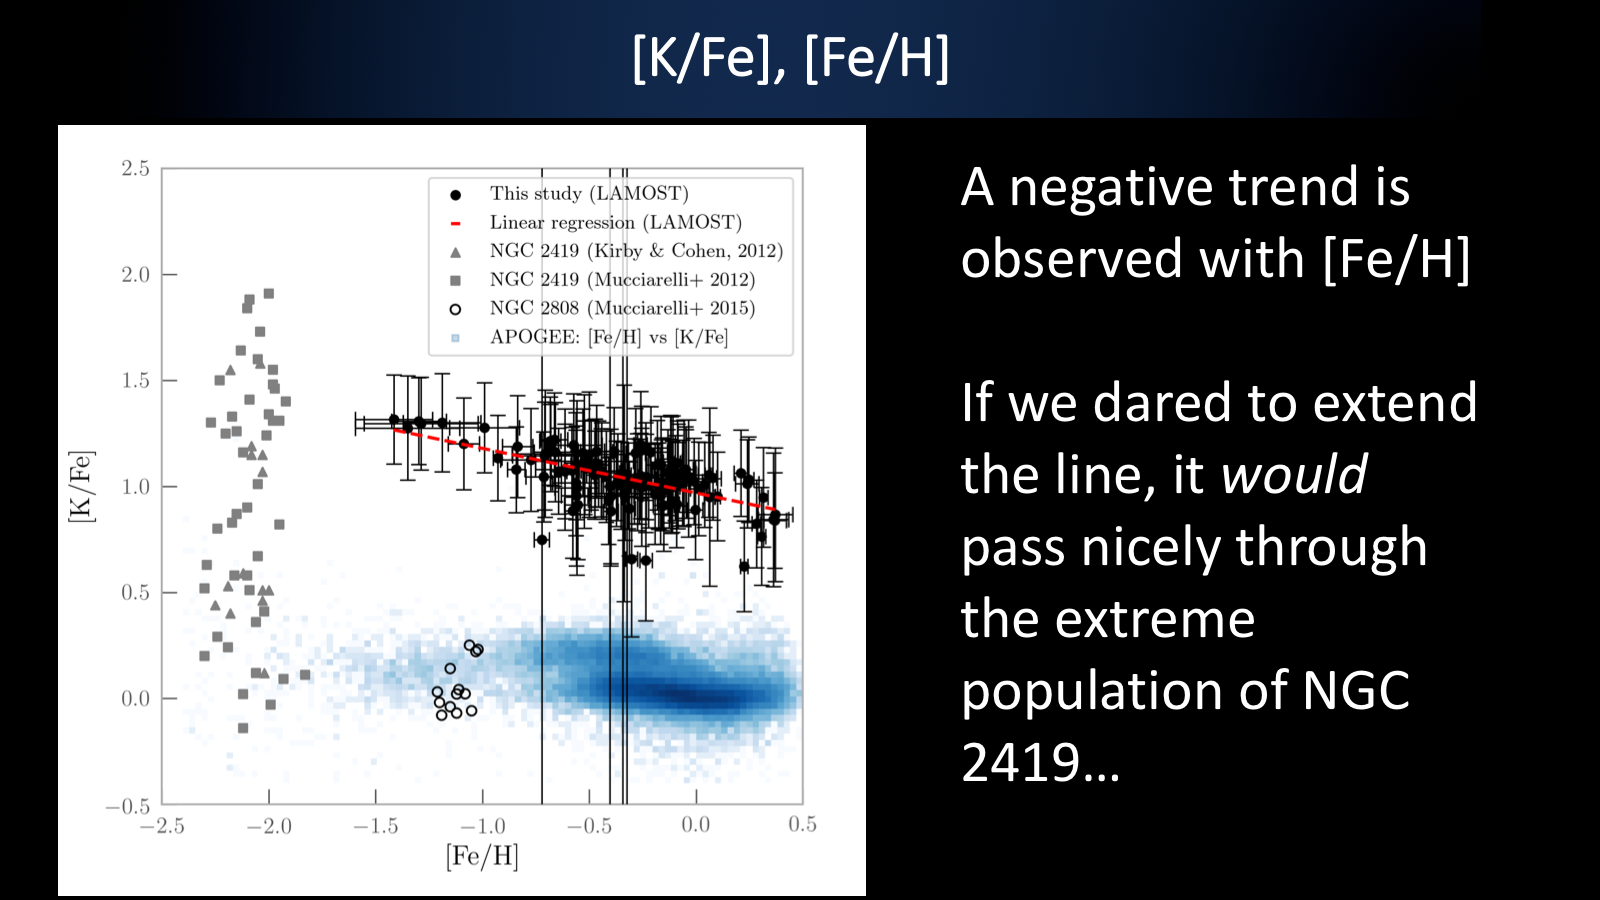 [K/Fe], [Fe/H]
2.5
2.0
1.5
1.0
0.5
0.0
−0.5
[K/Fe]
This study (LAMOST)
Linear regression (LAMOST)
NGC 2419 (Kirby & Cohen, 2012)
NGC 2419 (Mucciarelli+ 2012)
NGC 2808 (Mucciarelli+ 2015)
APOGEE: [Fe/H] vs [K/Fe]
−2.5 −2.0 −1.5 −1.0 −0.5 0.0 0.5
[Fe/H]
A negative trend is
observed with [Fe/H]
If we dared to extend
the line, it would
pass nicely through
the extreme
population of NGC
2419…